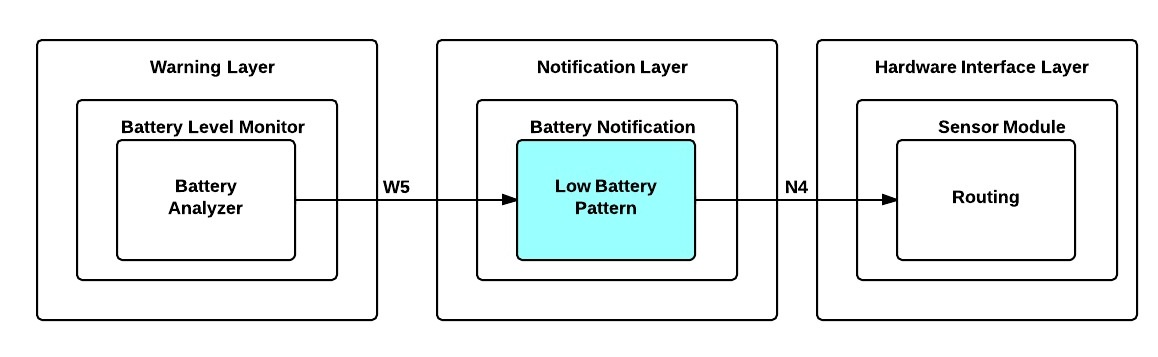 Warning Layer
Notification Layer
Hardware Interface Layer
Battery Level Monitor
Battery Notification
Sensor Module
Battery
Analyzer
W5
Low Battery
Pattern
N4
Routing